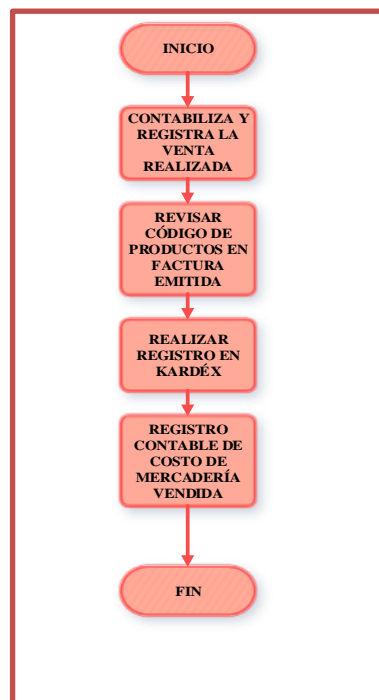 INICIO
CONTABILIZA Y
REGISTRA LA
VENTA
REALIZADA
REVISAR
CÓDIGO DE
PRODUCTOS EN
FACTURA
EMITIDA
REALIZAR
REGISTRO EN
KARDÉX
REGISTRO
CONTABLE DE
COSTO DE
MERCADERÍA
VENDIDA
FIN